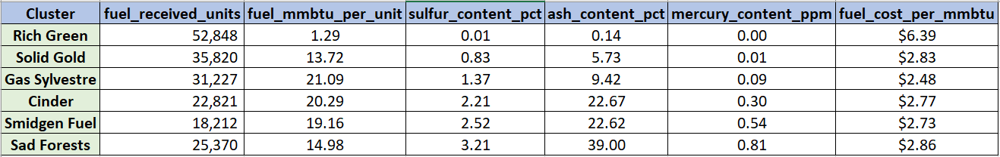 Cluster fuel_received_units fuel_mmbtu_per_unit sulfur_content_pct ash_content_pct mercury_content_ppm fuel_cost_per_mmbtu
Rich Green 52,848 1.29 0.01 0.14 0.00 $6.39
Solid Gold 35,820 13.72 0.83 5.73 0.01 $2.83
Gas Sylvestre 31,227 21.09 1.37 9.42 0.09 $2.48
Cinder 22,821 20.29 2.21 22.67 0.30 $2.77
Smidgen Fuel 18,212 19.16 2.52 22.62 0.54 $2.73
Sad Forests 25,370 14.98 3.21 39.00 0.81 $2.86